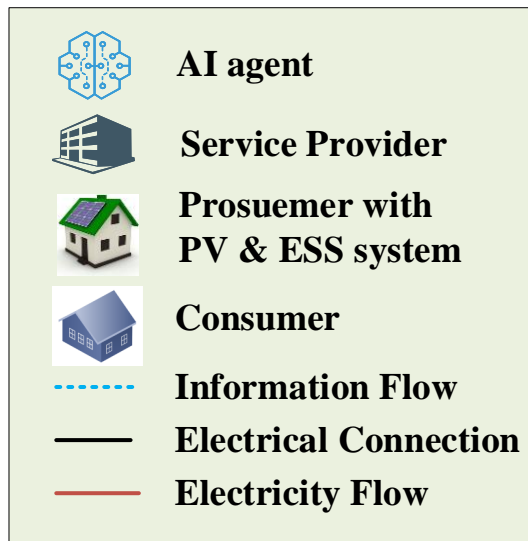 AI agent
Service Provider
Prosuemer with
PV & ESS system
Consumer
Information Flow
Electrical Connection
Electricity Flow